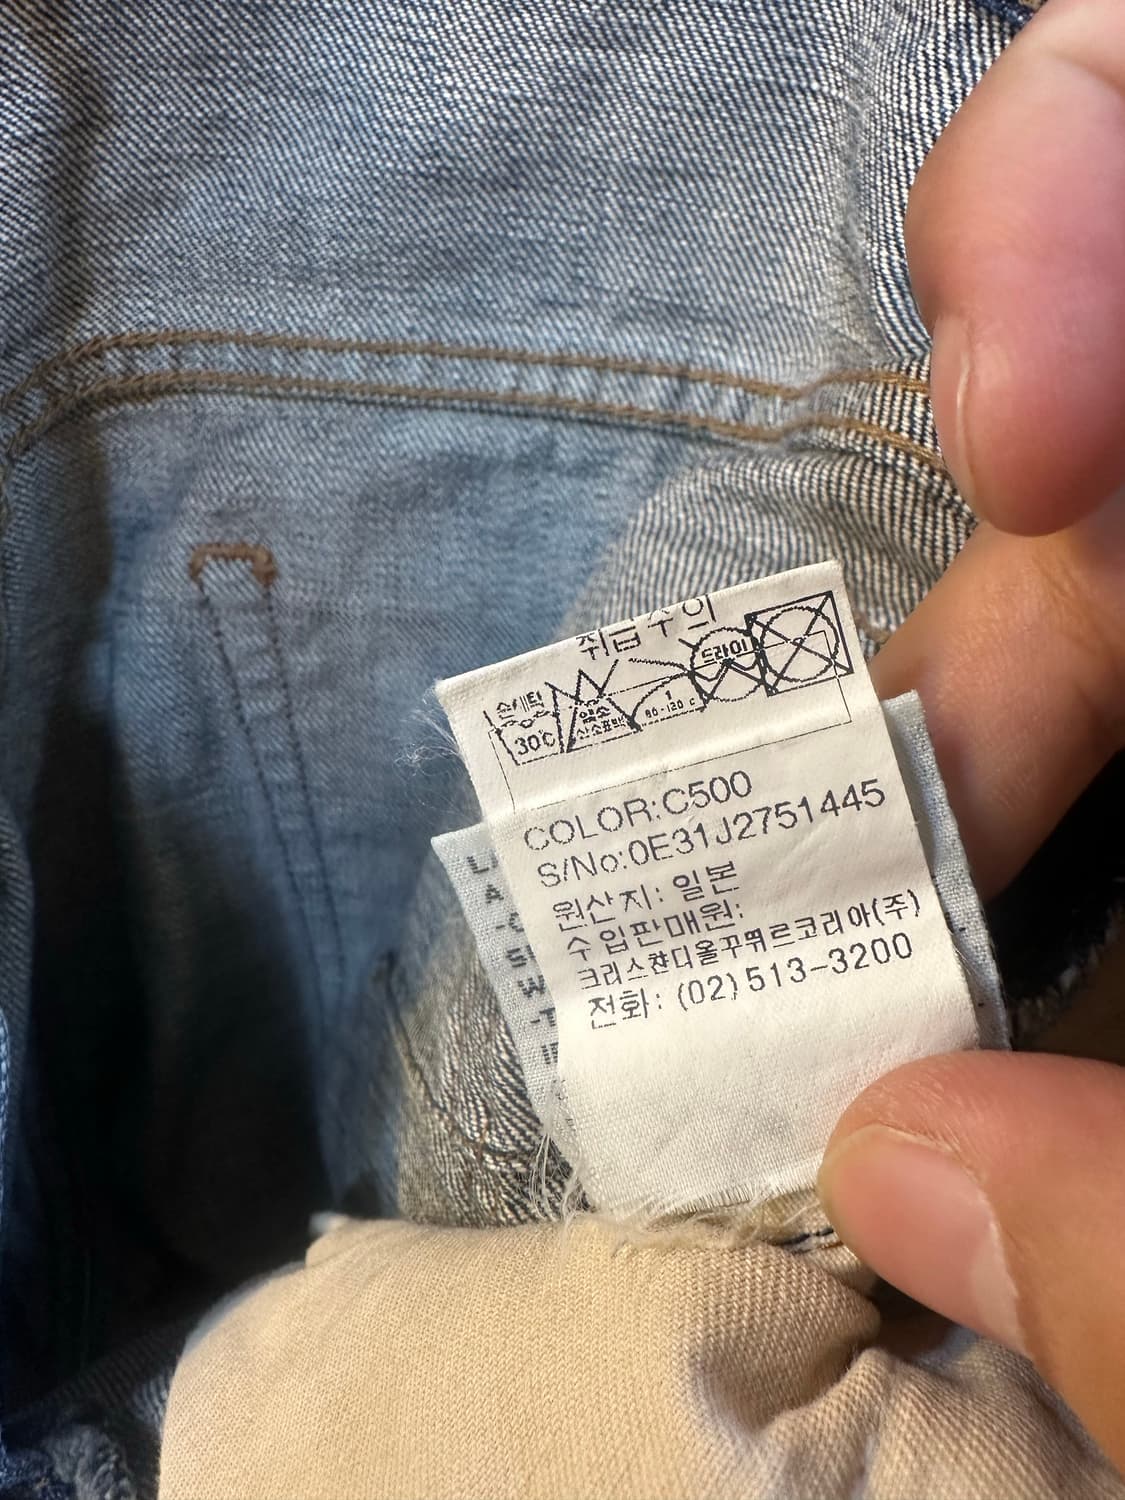 취급주의
손세탁
30℃
염소
산소표백
1
80-120 c
드라이
COLOR:C500
S/No:0E31J2751445
원산지: 일본
수입판매원:
크리스챤디올꾸뛰르코리아(주)
전화: (02)513-3200